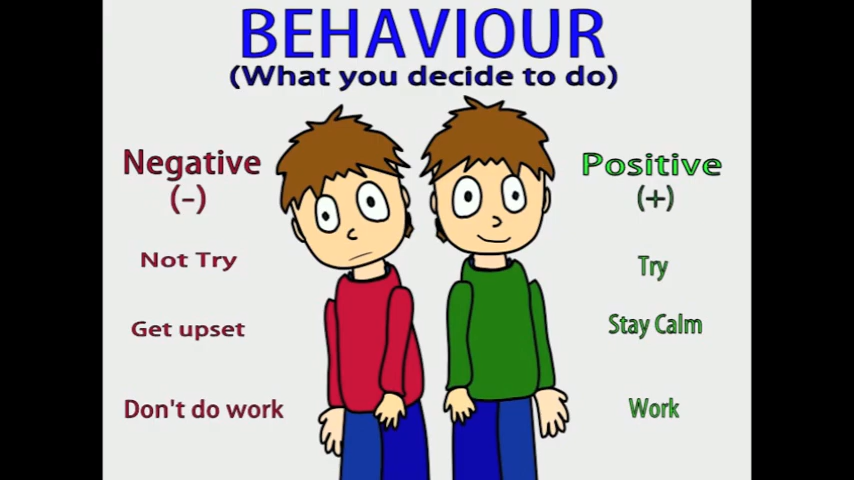 BEHAVIOUR
(What you decide to do)
Negative
(-)
Not Try
Get upset
Don't do work
Positive
(+)
Try
Stay Calm
Work